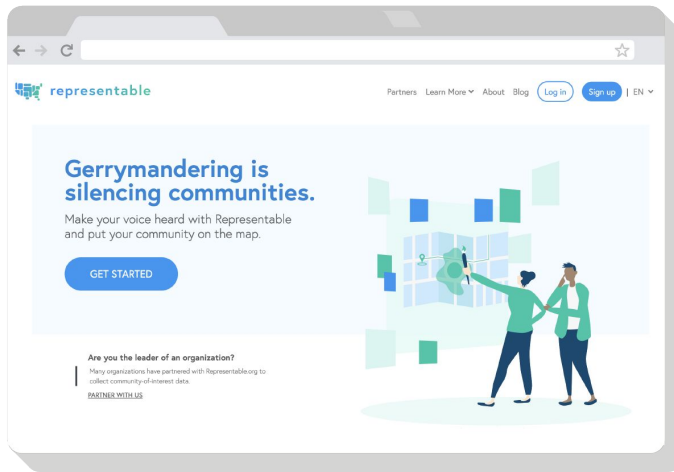 representable
Partners Learn More About Blog Log in Sign up | EN
Gerrymandering is
silencing communities.
Make your voice heard with Representable
and put your community on the map.
GET STARTED
Are you the leader of an organization?
Many organizations have partnered with Representable.org to
collect community-of-interest data.
PARTNER WITH US